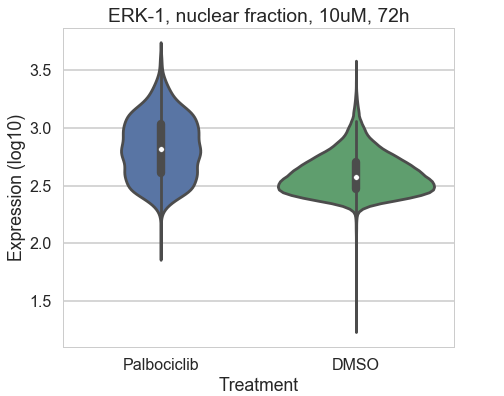 ERK-1, nuclear fraction, 10uM, 72h
Expression (log10)
3.5
3.0
2.5
2.0
1.5
Palbociclib DMSO
Treatment